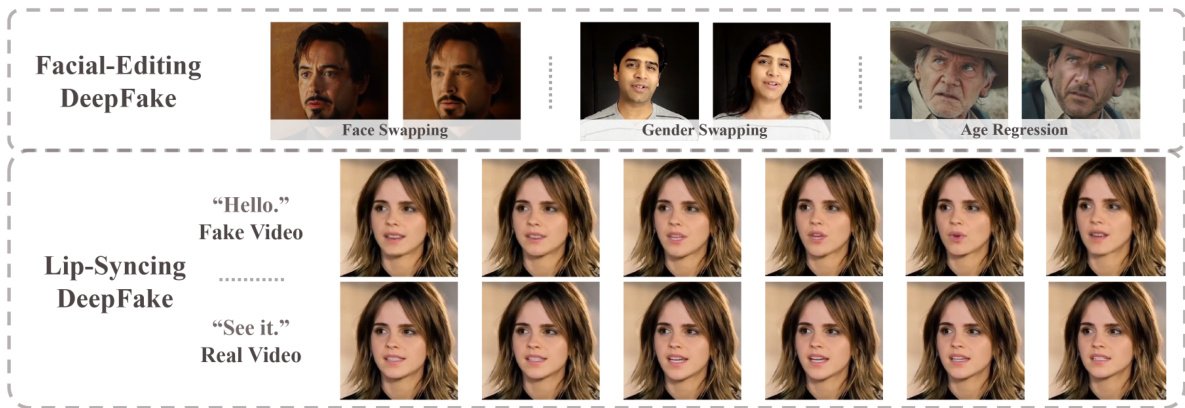 Facial-Editing
DeepFake
Face Swapping
Gender Swapping
Age Regression
Lip-Syncing
DeepFake
“Hello.”
Fake Video
“See it.”
Real Video